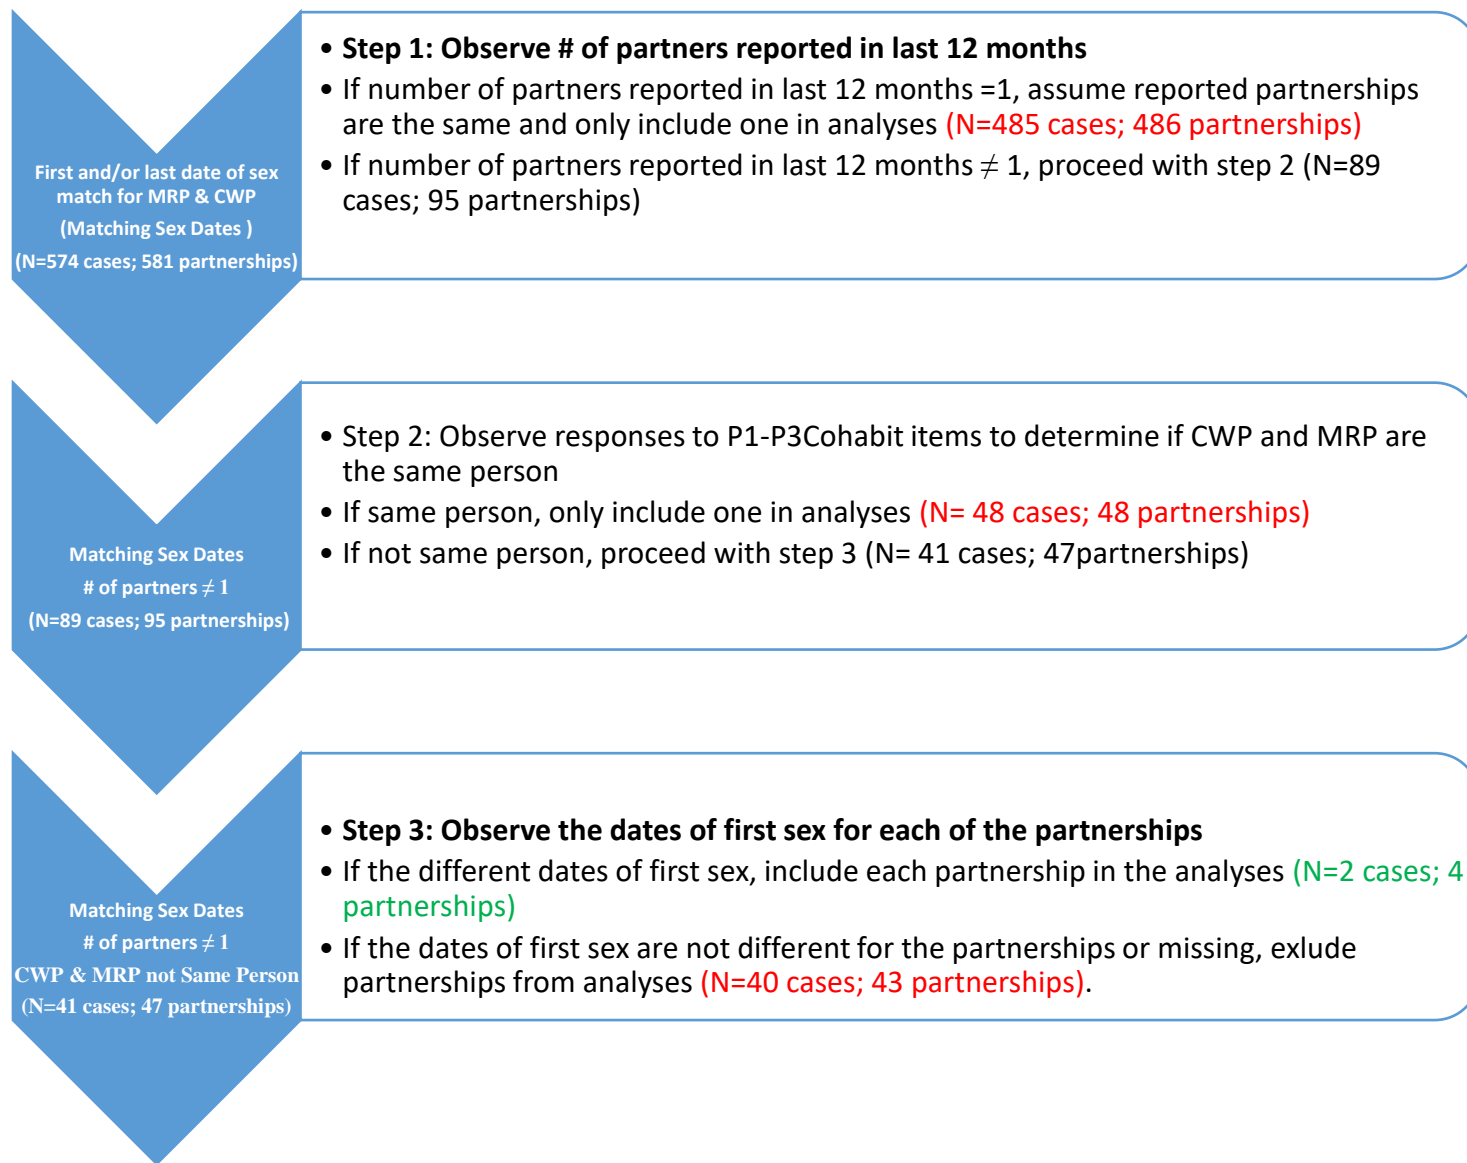 First and/or last date of sex
match for MRP & CWP
(Matching Sex Dates )
(N=574 cases; 581 partnerships)
• Step 1: Observe # of partners reported in last 12 months
• If number of partners reported in last 12 months =1, assume reported partnerships
are the same and only include one in analyses (N=485 cases; 486 partnerships)
• If number of partners reported in last 12 months ≠ 1, proceed with step 2 (N=89
cases; 95 partnerships)
Matching Sex Dates
# of partners ≠ 1
(N=89 cases; 95 partnerships)
• Step 2: Observe responses to P1-P3Cohabit items to determine if CWP and MRP are
the same person
• If same person, only include one in analyses (N= 48 cases; 48 partnerships)
• If not same person, proceed with step 3 (N= 41 cases; 47partnerships)
Matching Sex Dates
# of partners ≠ 1
CWP & MRP not Same Person
(N=41 cases; 47 partnerships)
• Step 3: Observe the dates of first sex for each of the partnerships
• If the different dates of first sex, include each partnership in the analyses (N=2 cases; 4
partnerships)
• If the dates of first sex are not different for the partnerships or missing, exlude
partnerships from analyses (N=40 cases; 43 partnerships).